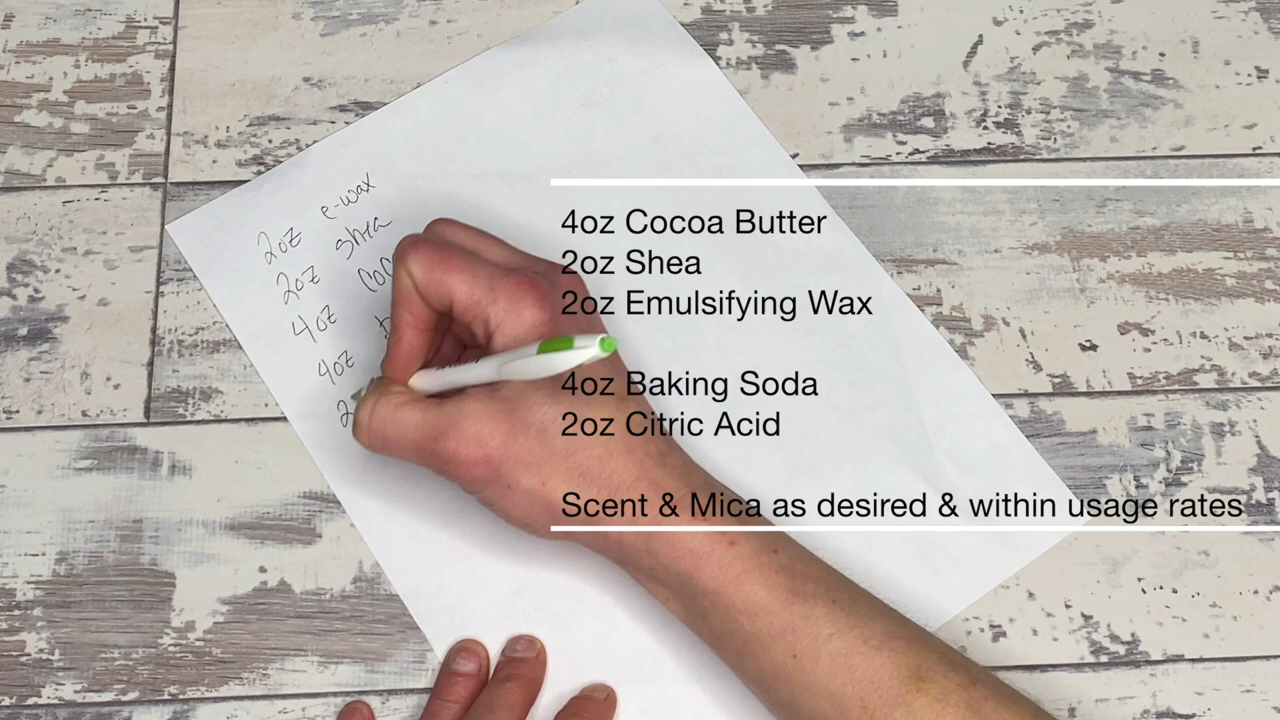 2oz e-wax
2oz shea
4oz
4oz
2
4oz Cocoa Butter
2oz Shea
2oz Emulsifying Wax
4oz Baking Soda
2oz Citric Acid
Scent & Mica as desired & within usage rates